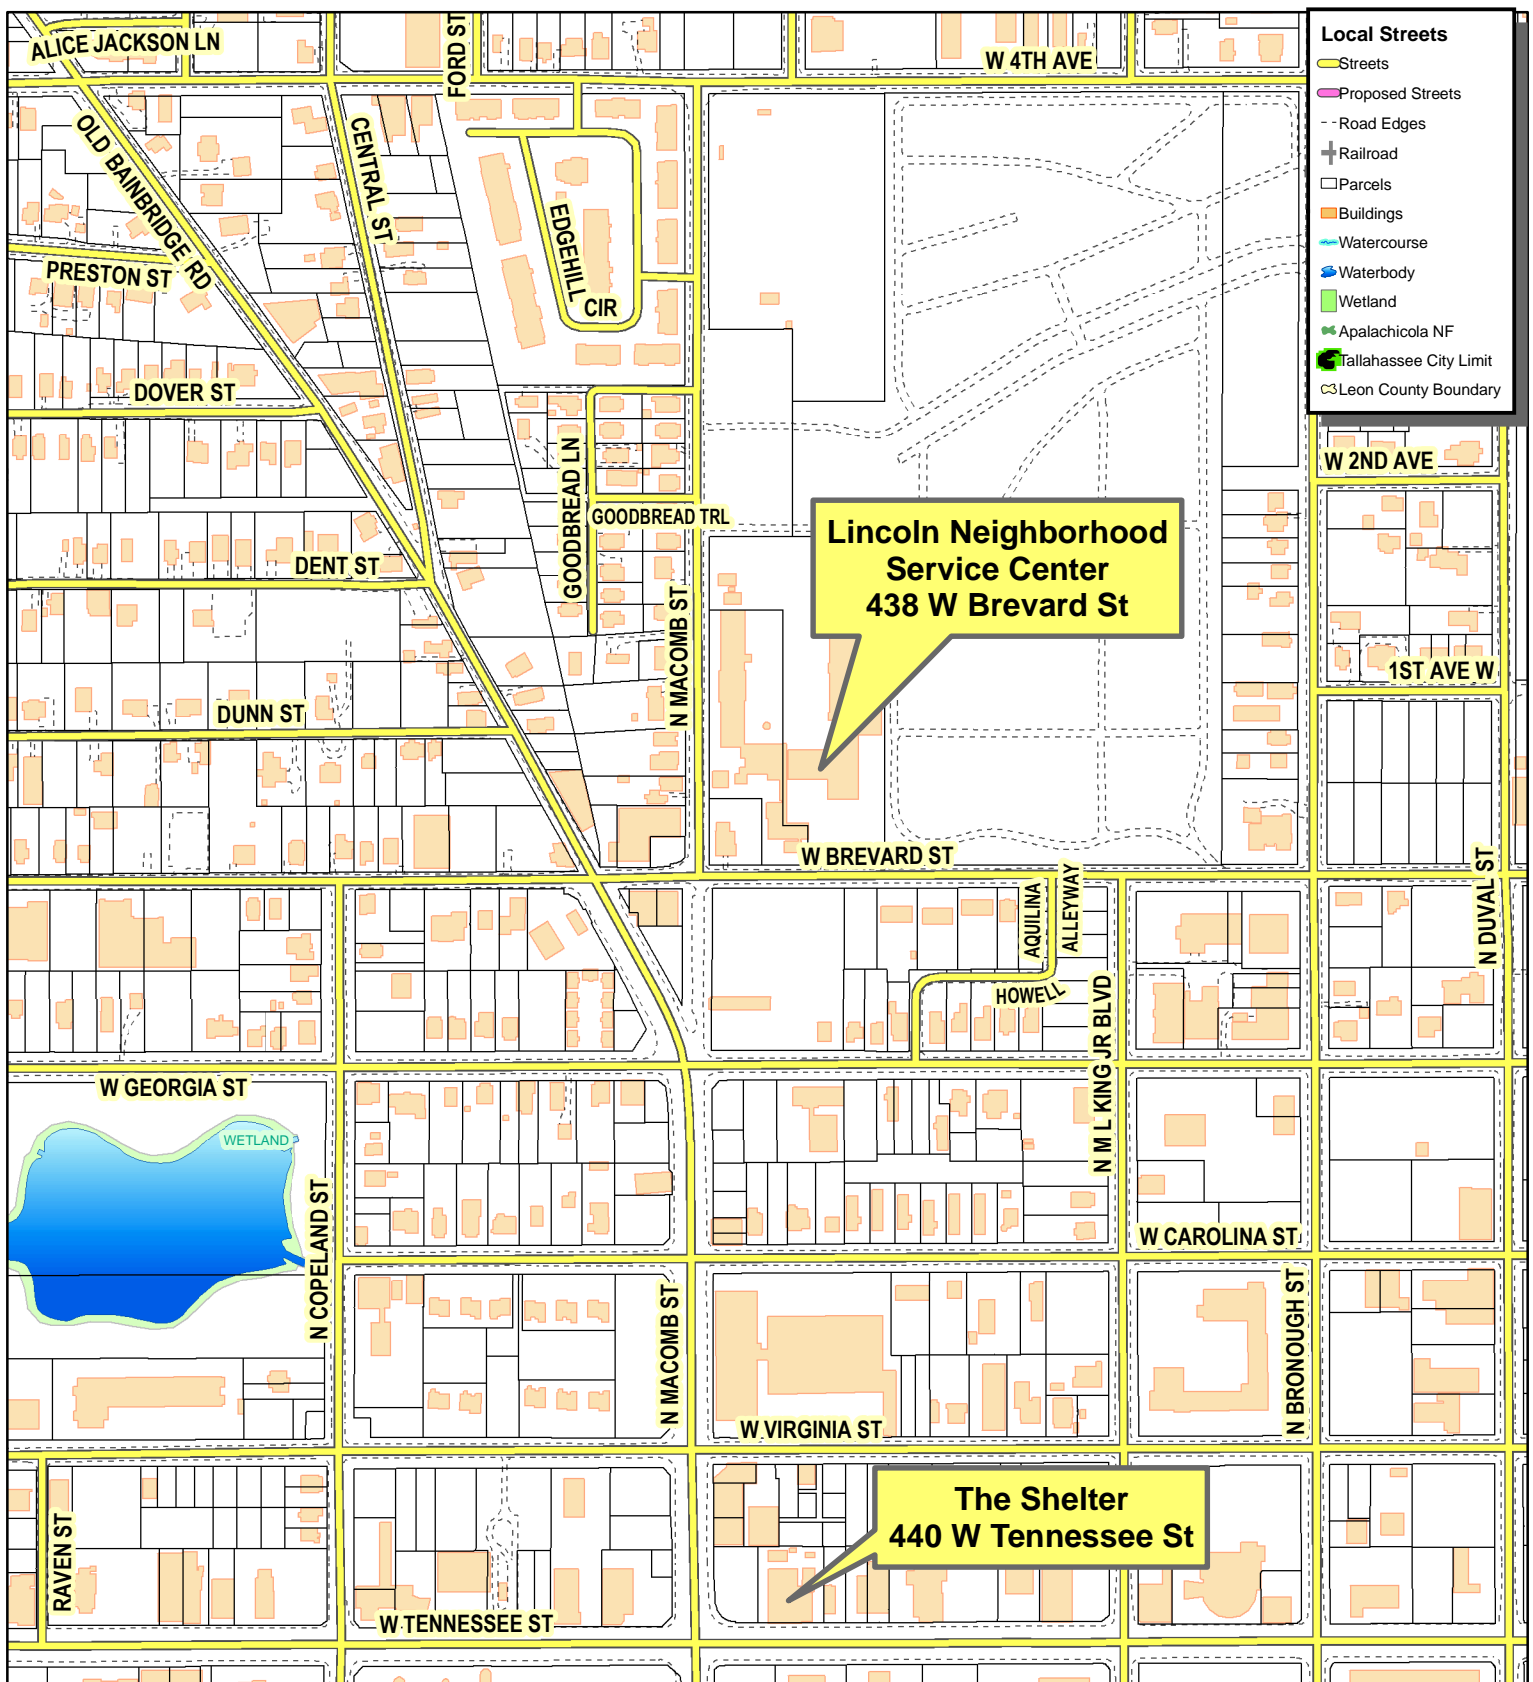 ALICE JACKSON LN
FORD ST
W 4TH AVE
Local Streets
Streets
Proposed Streets
Road Edges
Railroad
Parcels
Buildings
Watercourse
Waterbody
Wetland
Apalachicola NF
Tallahassee City Limit
Leon County Boundary
OLD BAINBRIDGE RD
CENTRAL ST
EDGEHILL
CIR
PRESTON ST
DOVER ST
GOODBREAD LN
GOODBREAD TRL
W 2ND AVE
Lincoln Neighborhood
Service Center
438 W Brevard St
DENT ST
N MACOMB ST
1ST AVE W
DUNN ST
W BREVARD ST
AQUILINA
ALLEYWAY
N DUVAL ST
HOWELL
N M L KING JR BLVD
W GEORGIA ST
WETLAND
N COPELAND ST
W CAROLINA ST
N MACOMB ST
N BRONOUGH ST
W VIRGINIA ST
The Shelter
440 W Tennessee St
RAVEN ST
W TENNESSEE ST